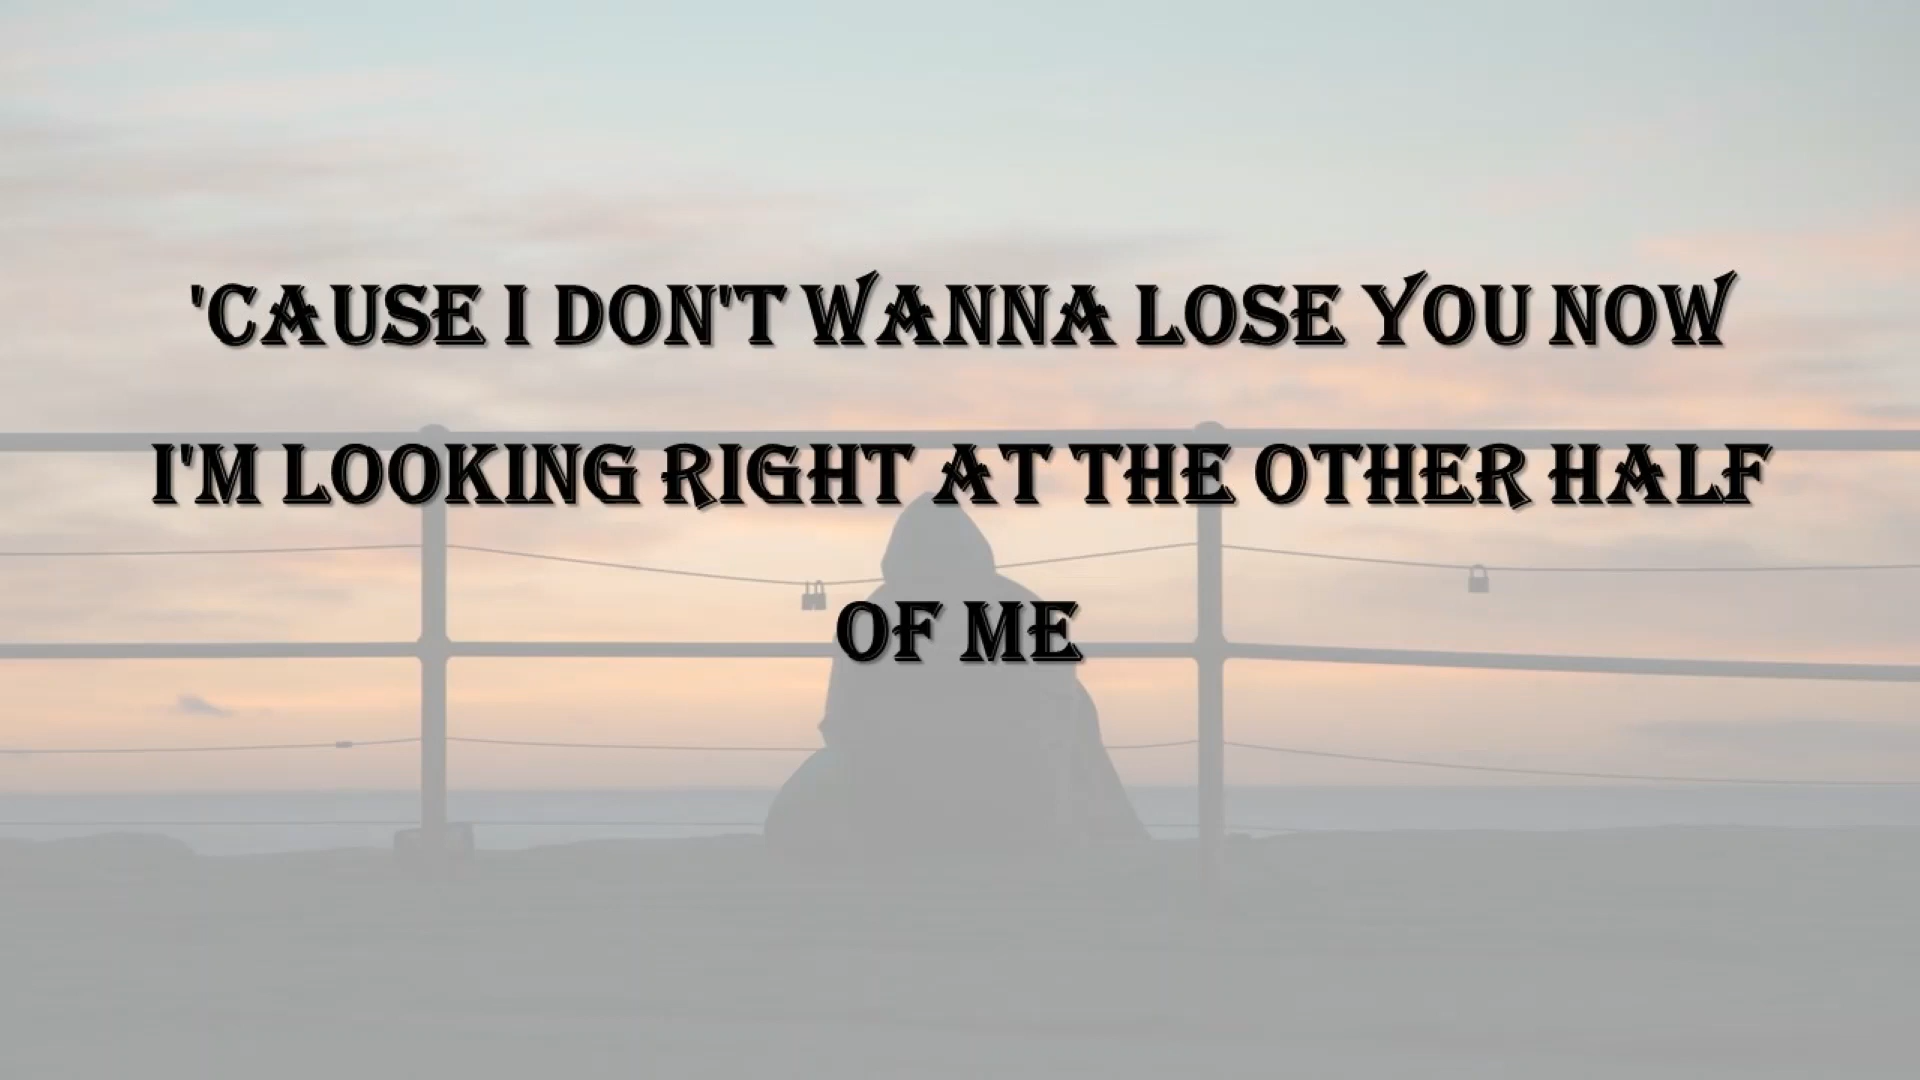 'CAUSE I DON'T WANNA LOSE YOU NOW
I'M LOOKING RIGHT AT THE OTHER HALF
OF ME